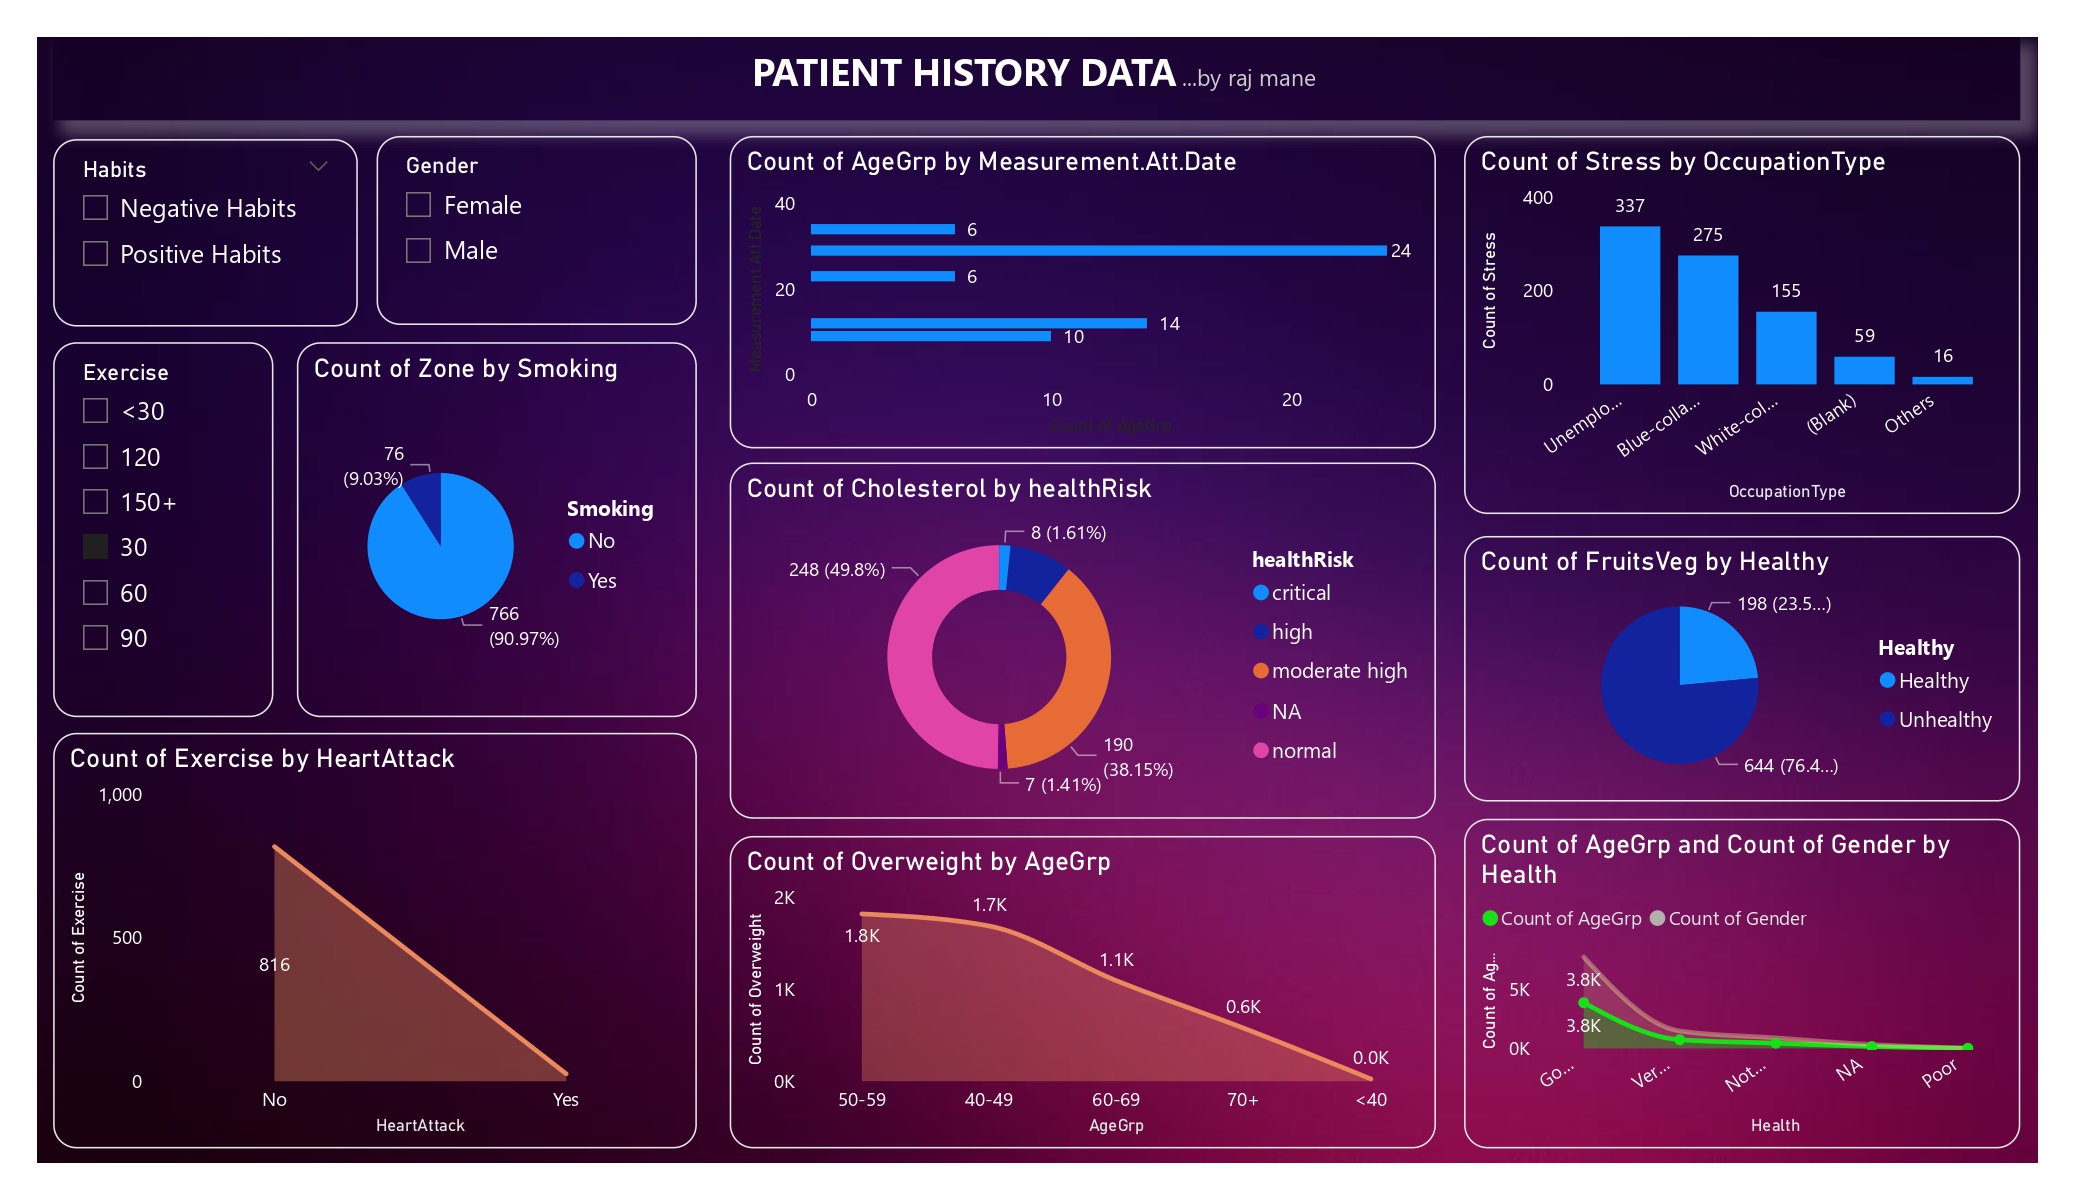 PATIENT HISTORY DATA ...by raj mane
Habits
Negative Habits
Positive Habits
Gender
Female
Male
Exercise
<30
120
150+
30
60
90
Count of Zone by Smoking
76
(9.03%)
766
(90.97%)
Smoking
No
Yes
Count of Exercise by HeartAttack
Count of Exercise
1,000
500
0
816
No
Yes
HeartAttack
Count of AgeGrp by Measurement.Att.Date
Measurement.Att.Date
40
20
0
6
24
6
14
10
0
10
20
Count of AgeGrp
Count of Cholesterol by healthRisk
8 (1.61%)
248 (49.8%)
190
(38.15%)
7 (1.41%)
healthRisk
critical
high
moderate high
NA
normal
Count of Overweight by AgeGrp
Count of Overweight
2K
1K
0K
1.8K
1.7K
1.1K
0.6K
0.0K
50-59
40-49
60-69
70+
<40
AgeGrp
Count of Stress by OccupationType
Count of Stress
400
200
0
337
275
155
59
16
Unemplo...
Blue-colla...
White-col...
(Blank)
Others
OccupationType
Count of FruitsVeg by Healthy
198 (23.5...)
644 (76.4...)
Healthy
Healthy
Unhealthy
Count of AgeGrp and Count of Gender by
Health
Count of AgeGrp
Count of Gender
Count of Ag...
5K
0K
3.8K
3.8K
Go...
Ver...
Not...
NA
Poor
Health